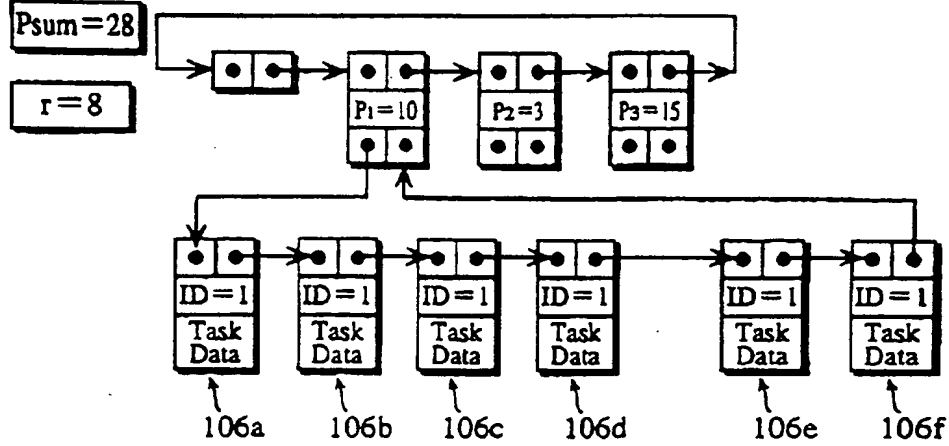 Psum=28
r=8
P1=10 P2=3 P3=15
ID=1 ID=1 ID=1 ID=1 ID=1 ID=1
Task Data Task Data Task Data Task Data Task Data Task Data
106a 106b 106c 106d 106e 106f